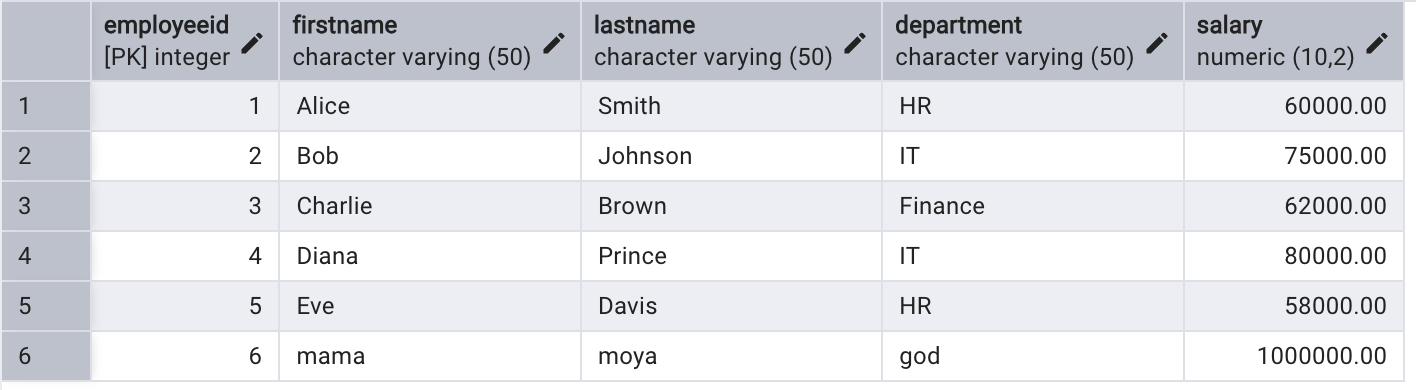 employeeid firstname lastname department salary
[PK] integer character varying (50) character varying (50) character varying (50) numeric (10,2)
1 1 Alice Smith HR 60000.00
2 2 Bob Johnson IT 75000.00
3 3 Charlie Brown Finance 62000.00
4 4 Diana Prince IT 80000.00
5 5 Eve Davis HR 58000.00
6 6 mama moya god 1000000.00